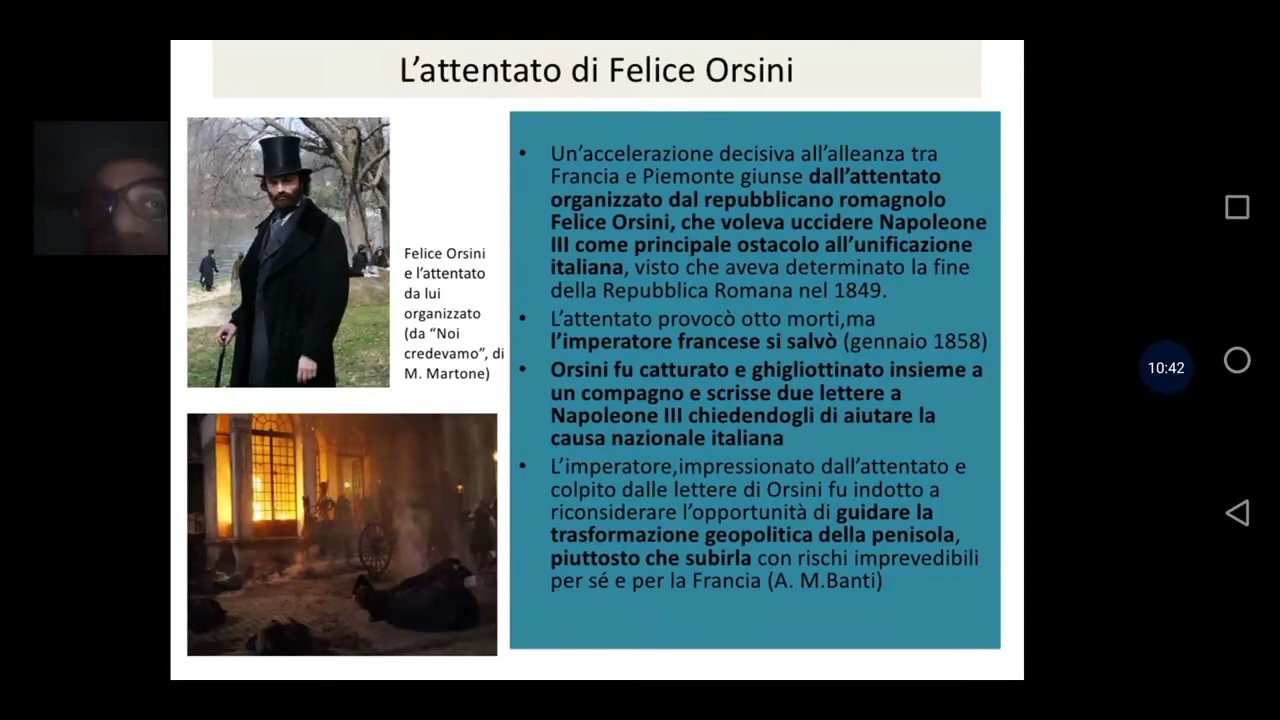 L'attentato di Felice Orsini
Felice Orsini
e l'attentato
da lui
organizzato
(da “Noi
credevamo”, di
M. Martone)
• Un'accelerazione decisiva all'alleanza tra
Francia e Piemonte giunse dall'attentato
organizzato dal repubblicano romagnolo
Felice Orsini, che voleva uccidere Napoleone
III come principale ostacolo all'unificazione
italiana, visto che aveva determinato la fine
della Repubblica Romana nel 1849.
• L'attentato provocò otto morti,ma
l'imperatore francese si salvò (gennaio 1858)
• Orsini fu catturato e ghigliottinato insieme a
un compagno e scrisse due lettere a
Napoleone III chiedendogli di aiutare la
causa nazionale italiana
• L'imperatore,impressionato dall'attentato e
colpito dalle lettere di Orsini fu indotto a
riconsiderare l'opportunità di guidare la
trasformazione geopolitica della penisola,
piuttosto che subirla con rischi imprevedibili
per sé e per la Francia (A. M.Banti)
10:42